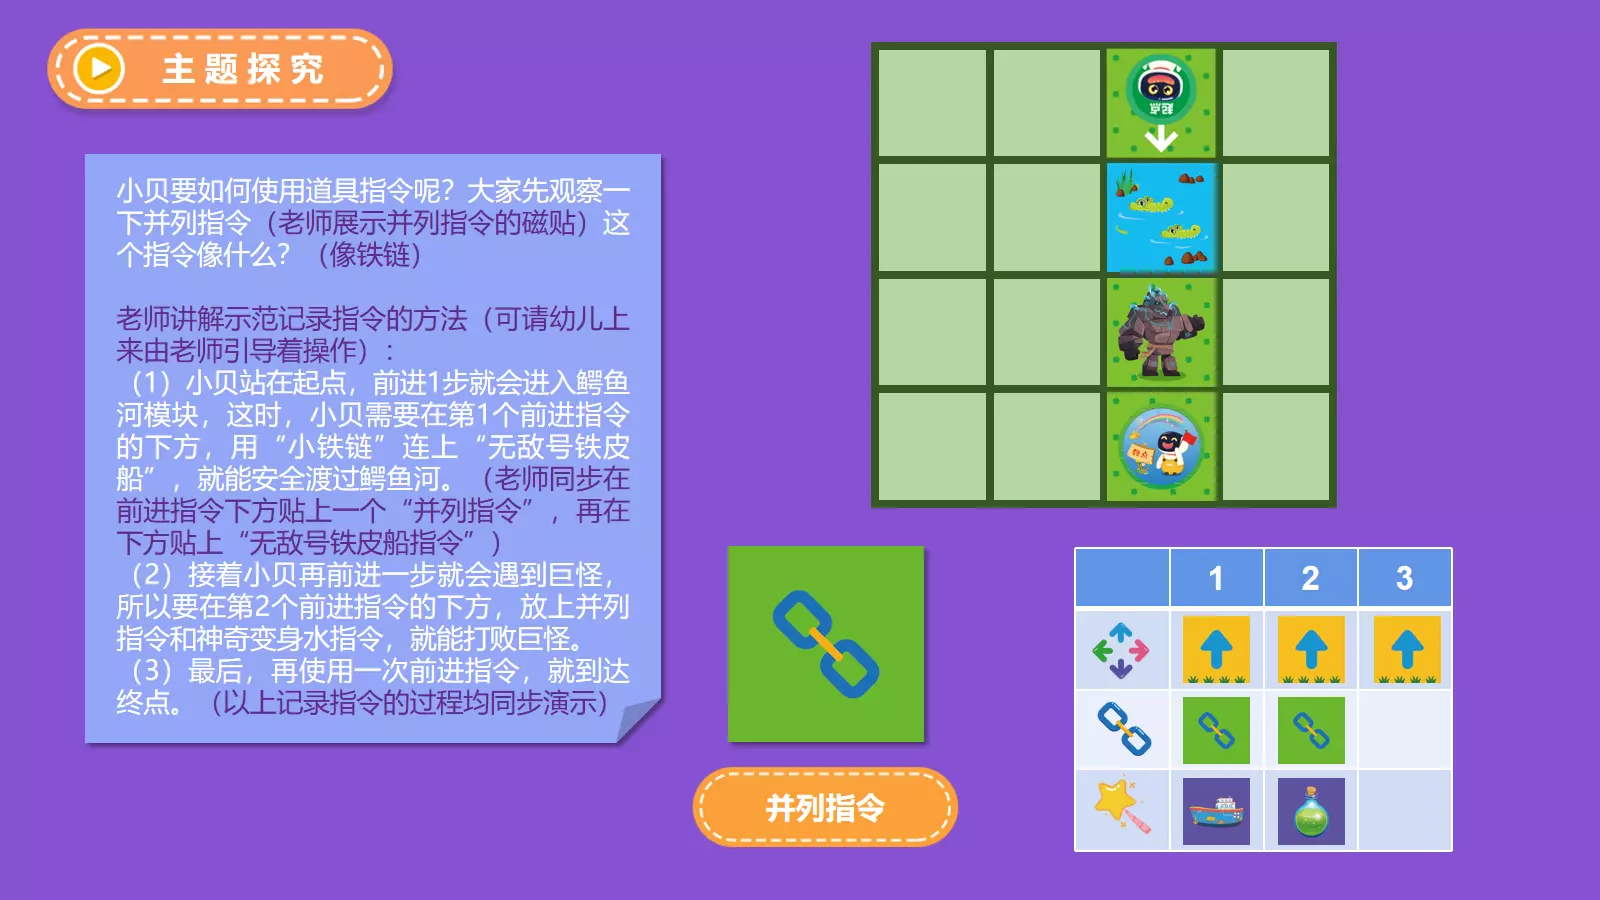 主题探究
小贝要如何使用道具指令呢？大家先观察一
下并列指令（老师展示并列指令的磁贴）这
个指令像什么？（像铁链）
老师讲解示范记录指令的方法（可请幼儿上
来由老师引导着操作）：
（1）小贝站在起点，前进1步就会进入鳄鱼
河模块，这时，小贝需要在第1个前进指令
的下方，用“小铁链”连上“无敌号铁皮
船”，就能安全渡过鳄鱼河。（老师同步在
前进指令下方贴上一个“并列指令”，再在
下方贴上“无敌号铁皮船指令”）
（2）接着小贝再前进一步就会遇到巨怪，
所以要在第2个前进指令的下方，放上并列
指令和神奇变身水指令，就能打败巨怪。
（3）最后，再使用一次前进指令，就到达
终点。（以上记录指令的过程均同步演示）
起点
终点
并列指令
1 2 3